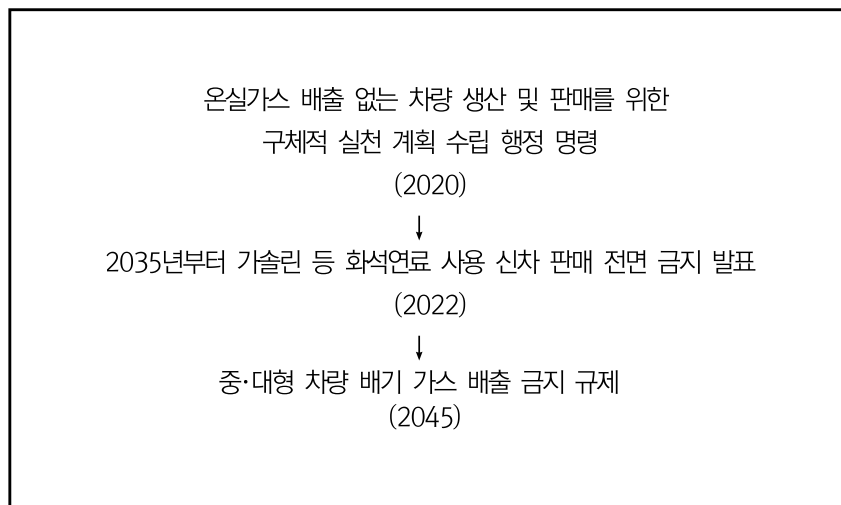 온실가스 배출 없는 차량 생산 및 판매를 위한
구체적 실천 계획 수립 행정 명령
(2020)
↓
2035년부터 가솔린 등 화석연료 사용 신차 판매 전면 금지 발표
(2022)
↓
중·대형 차량 배기 가스 배출 금지 규제
(2045)